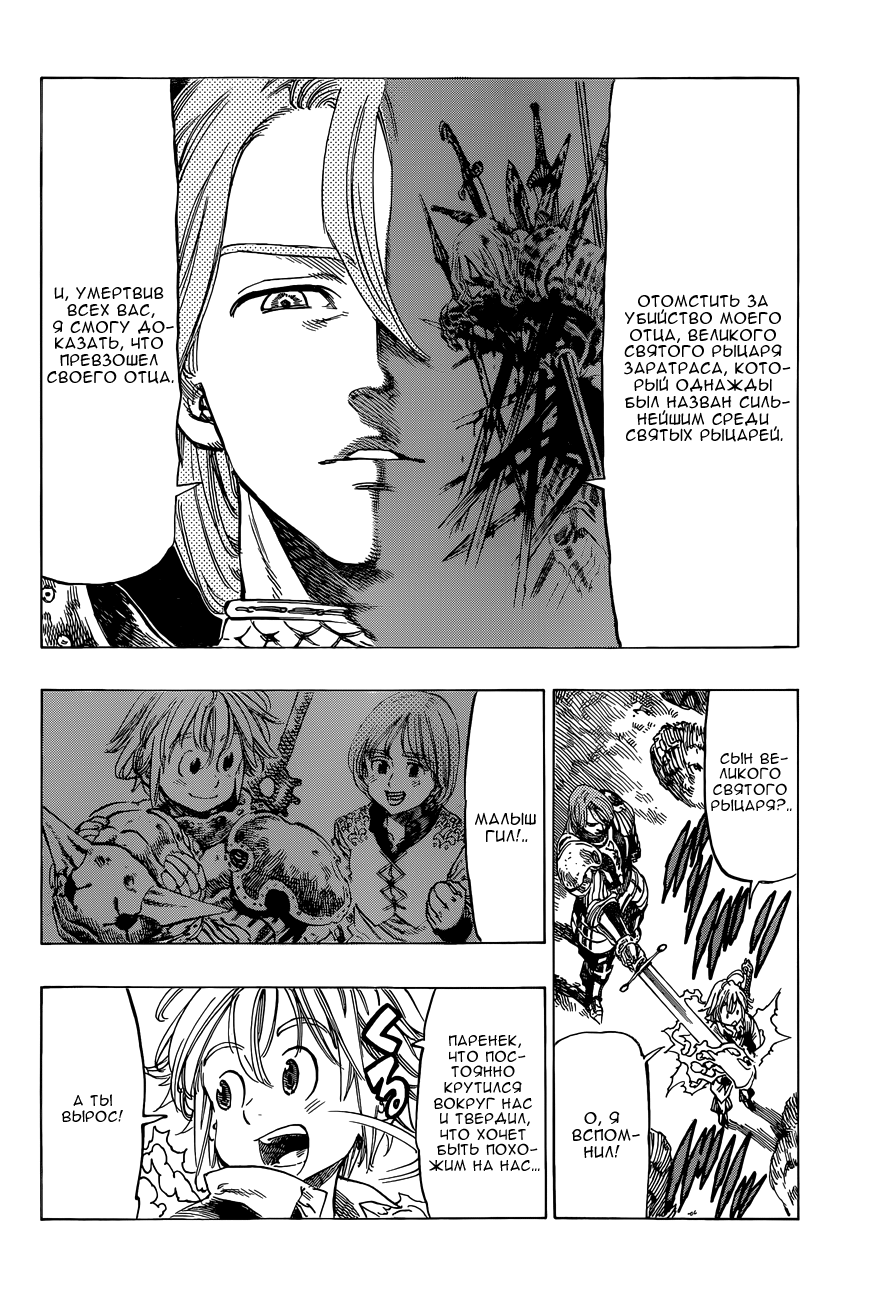 ОТОМСТИТЬ ЗА
УБИЙСТВО МОЕГО
ОТЦА, ВЕЛИКОГО
СВЯТОГО РЫЦАРЯ
ЗАРАТРАСА, КОТО-
РЫЙ ОДНАЖДЫ
БЫЛ НАЗВАН СИЛЬ-
НЕЙШИМ СРЕДИ
СВЯТЫХ РЫЦАРЕЙ.
И, УМЕРТВИВ
ВСЕХ ВАС,
Я СМОГУ ДО-
КАЗАТЬ, ЧТО
ПРЕВЗОШЕЛ
СВОЕГО ОТЦА.
СЫН ВЕ-
ЛИКОГО
СВЯТОГО
РЫЦАРЯ?..
О, Я
ВСПОМ-
НИЛ!
МАЛЫШ
ГИЛ!..
ПАРЕНЕК,
ЧТО ПОС-
ТОЯННО
КРУТИЛСЯ
ВОКРУГ НАС
И ТВЕРДИЛ,
ЧТО ХОЧЕТ
БЫТЬ ПОХО-
ЖИМ НА НАС...
А ТЫ
ВЫРОС!